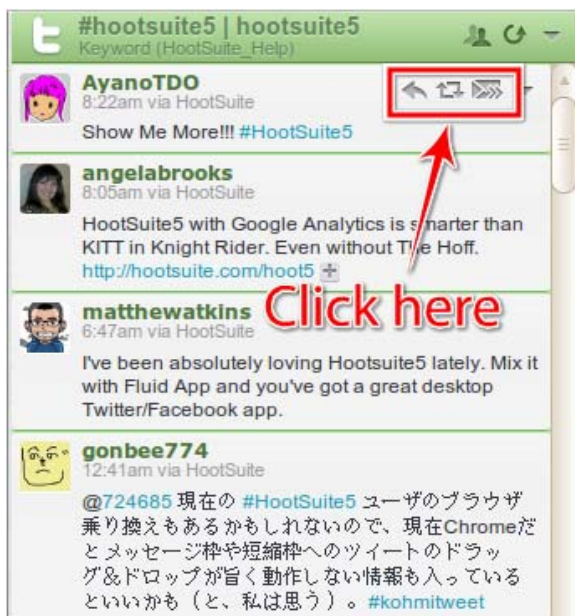 #hootsuite5 | hootsuite5
Keyword (HootSuite_Help)
AyanoTDO
8:22am via HootSuite
Show Me More!!! #HootSuite5
angelabrooks
8:05am via HootSuite
HootSuite5 with Google Analytics is smarter than
KITT in Knight Rider. Even without The Hoff.
http://hootsuite.com/hoot5
Click here
matthewatkins
6:47am via HootSuite
I've been absolutely loving Hootsuite5 lately. Mix it
with Fluid App and you've got a great desktop
Twitter/Facebook app.
gonbee774
12:41am via HootSuite
@724685 現在の #HootSuite5 ユーザのブラウザ
乗り換えもあるかもしれないので、現在Chromeだ
とメッセージ枠や短縮枠へのツイートのドラッ
グ&ドロップが旨く動作しない情報も入っている
といいかも（と、私は思う）。#kohmitweet